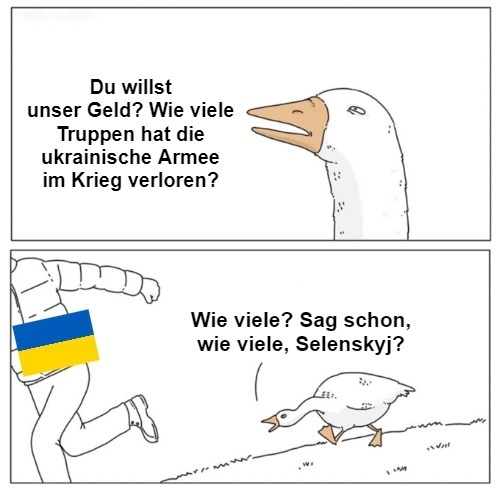 Du willst
unser Geld? Wie viele
Truppen hat die
ukrainische Armee
im Krieg verloren?
Wie viele? Sag schon,
wie viele, Selenskyj?